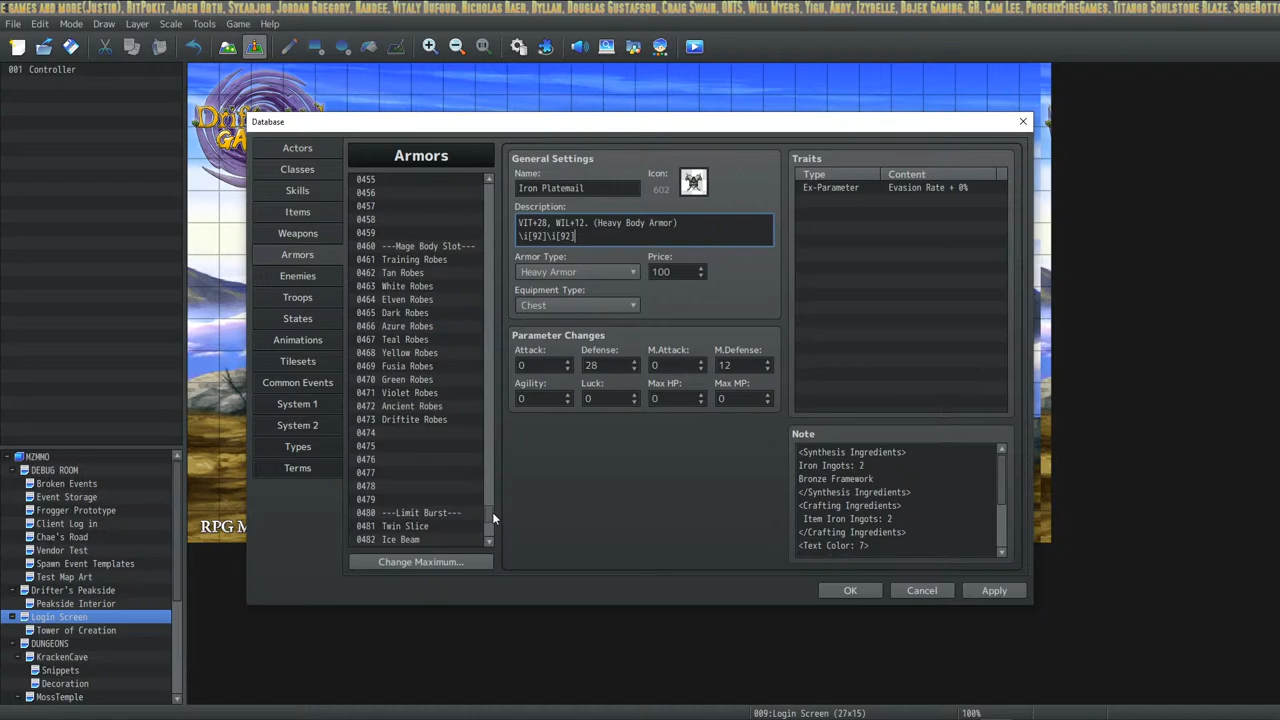 E GAMES AND MORE(JUSTIN), BITPOKIT, JADEN OOTH, SYKARJON, JORDAN GRANT, NANDEE, VITALY DUFOUR, NICHOLAS BAER, DYLLAN, DOUGLAS GUSTAFSON, CRAIG SWAIN, ONTS, WILL MYERS, YIGU, ANDY, IZYBELLE, DOJEK GAMING, GB, CAM LEE, PHOENIXFIREGAMES, TITANOR SOULSTONE BLAZE,
File Edit Mode Draw Layer Scale Tools Game Help
001 Controller
Database
Actors
Classes
Skills
Items
Weapons
Armors
Enemies
Troops
States
Animations
Tilesets
Common Events
System 1
System 2
Types
Terms
Armors
0455
0456
0457
0458
0459
0460 ---Mage Body Slot---
0461 Training Robes
0462 Tan Robes
0463 White Robes
0464 Elven Robes
0465 Dark Robes
0466 Azure Robes
0467 Teal Robes
0468 Yellow Robes
0469 Fusia Robes
0470 Green Robes
0471 Violet Robes
0472 Ancient Robes
0473 Driftite Robes
0474
0475
0476
0477
0478
0479
0480 ---Limit Burst---
0481 Twin Slice
0482 Ice Beam
Change Maximum...
General Settings
Name: Icon:
Iron Platemail 602
Description:
VIT+28, WIL+12. (Heavy Body Armor)
\i[92]\i[92]
Armor Type: Price:
Heavy Armor 100
Equipment Type:
Chest
Parameter Changes
Attack: Defense: M.Attack: M.Defense:
0 28 0 12
Agility: Luck: Max HP: Max MP:
0 0 0 0
Traits
Type Content
Ex-Parameter Evasion Rate + 0%
Note
<Synthesis Ingredients>
Iron Ingots: 2
Bronze Framework
</Synthesis Ingredients>
<Crafting Ingredients>
Item Iron Ingots: 2
</Crafting Ingredients>
<Text Color: 7>
OK Cancel Apply
MZMMO
DEBUG ROOM
Broken Events
Event Storage
Frogger Prototype
Client Log in
Chae's Road
Vendor Test
Spawn Event Templates
Test Map Art
Drifter's Peakside
Peakside Interior
Login Screen
Tower of Creation
DUNGEONS
KrackenCave
Snippets
Decoration
MossTemple
RPG M
009:Login Screen (27x15) 100%